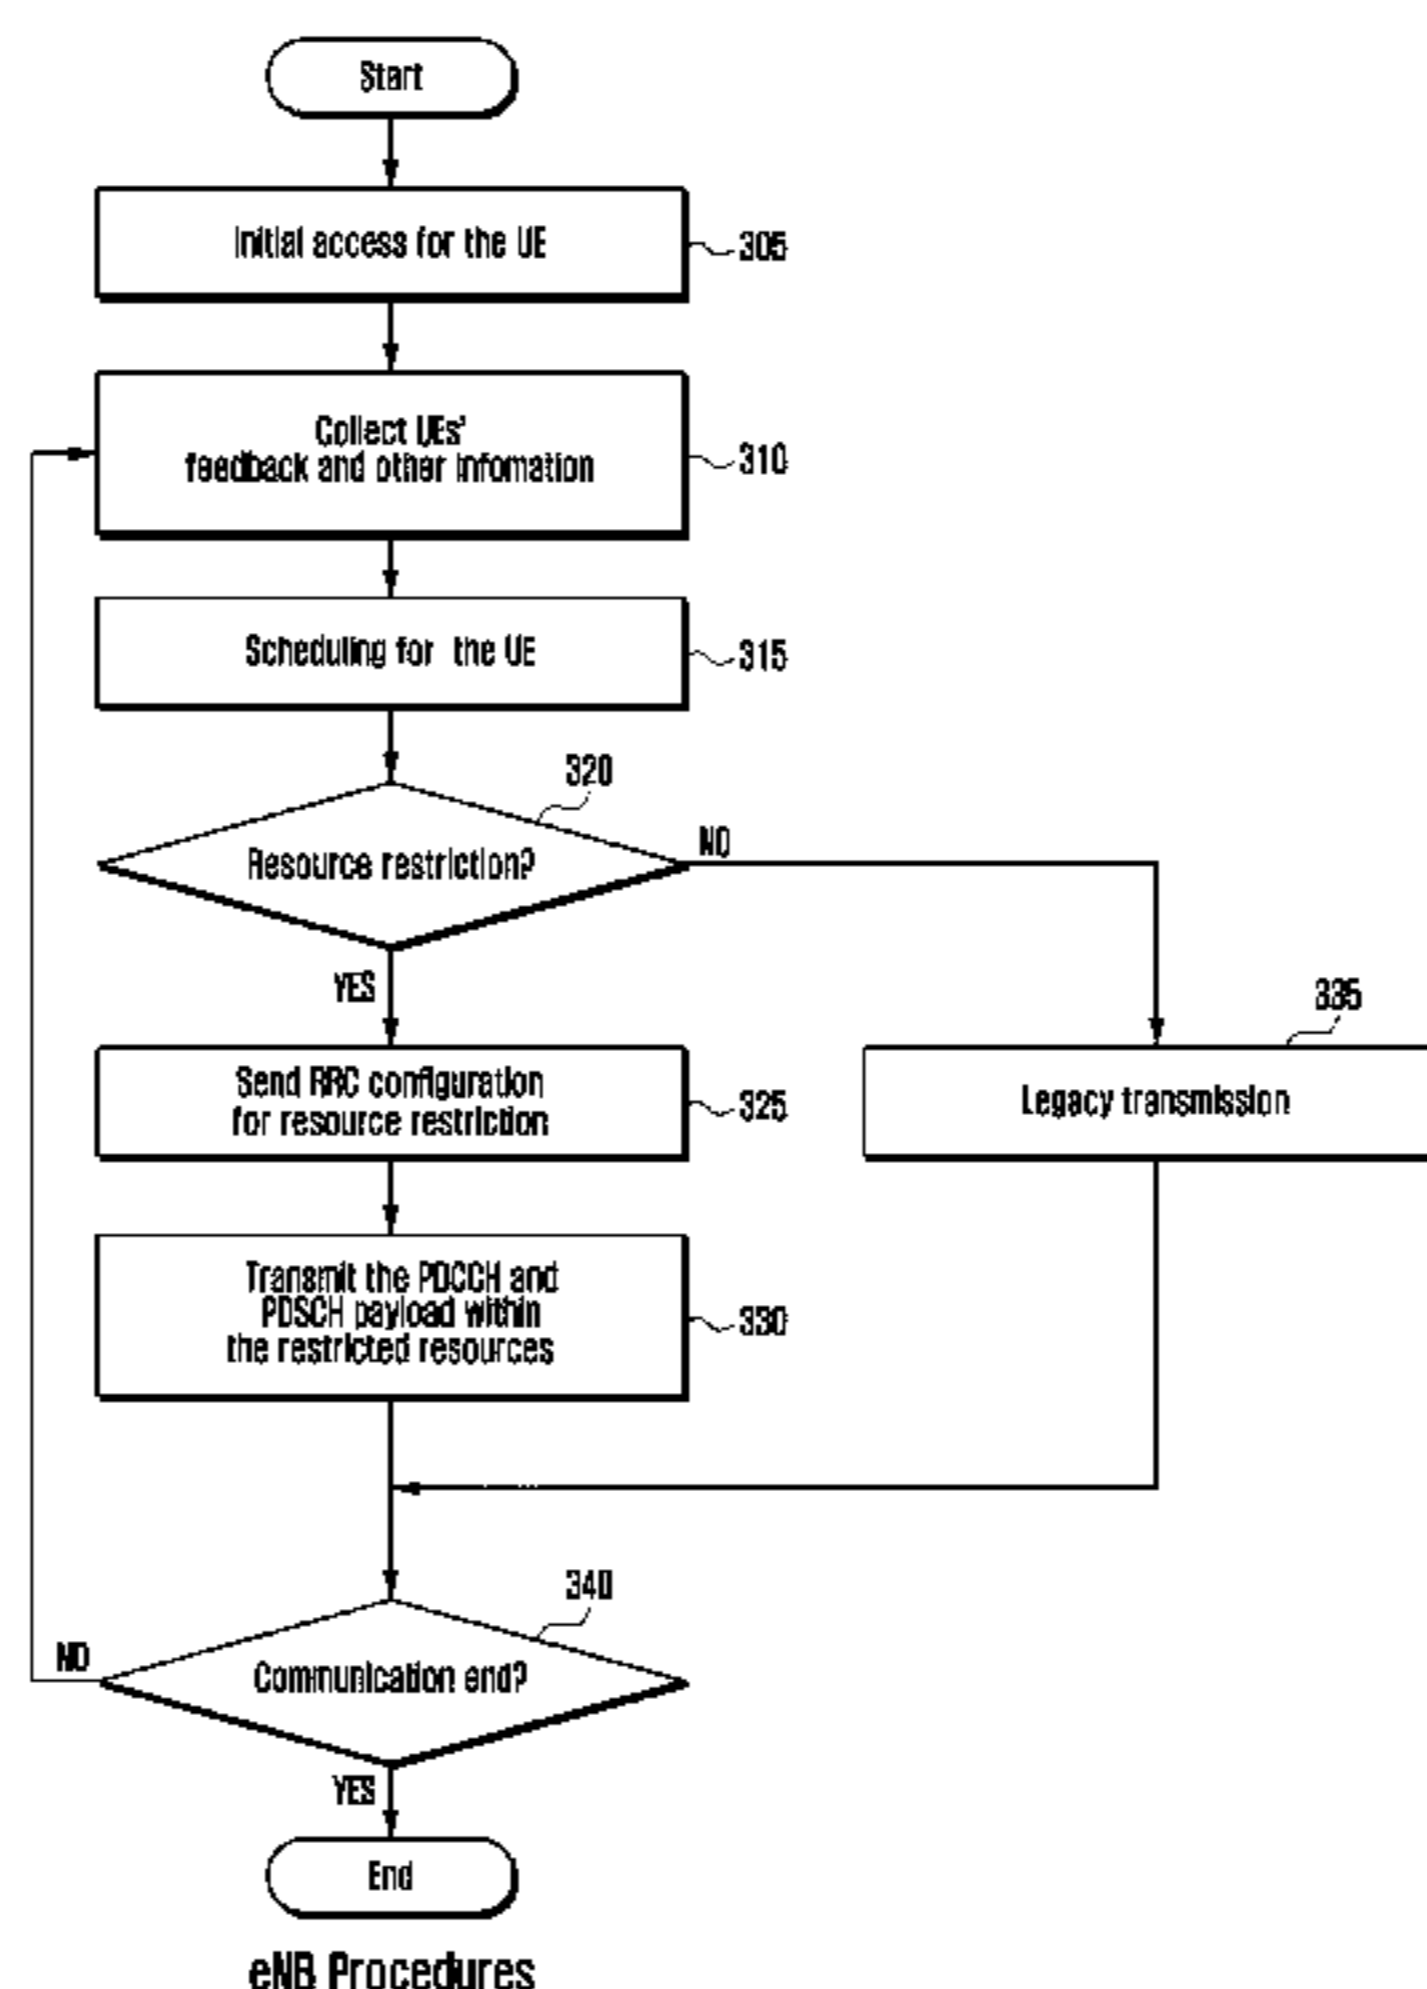 Start
Initial access for the UE
305
Collect UEs'
feedback and other infomation
310
Scheduling for the UE
315
320
Resource restriction?
NO
YES
335
Send RRC configuration
for resource restriction
325
Legacy transmission
Transmit the PDCCH and
PDSCH payload within
the restricted resources
330
340
NO
Communication end?
YES
End
eNB Procedures